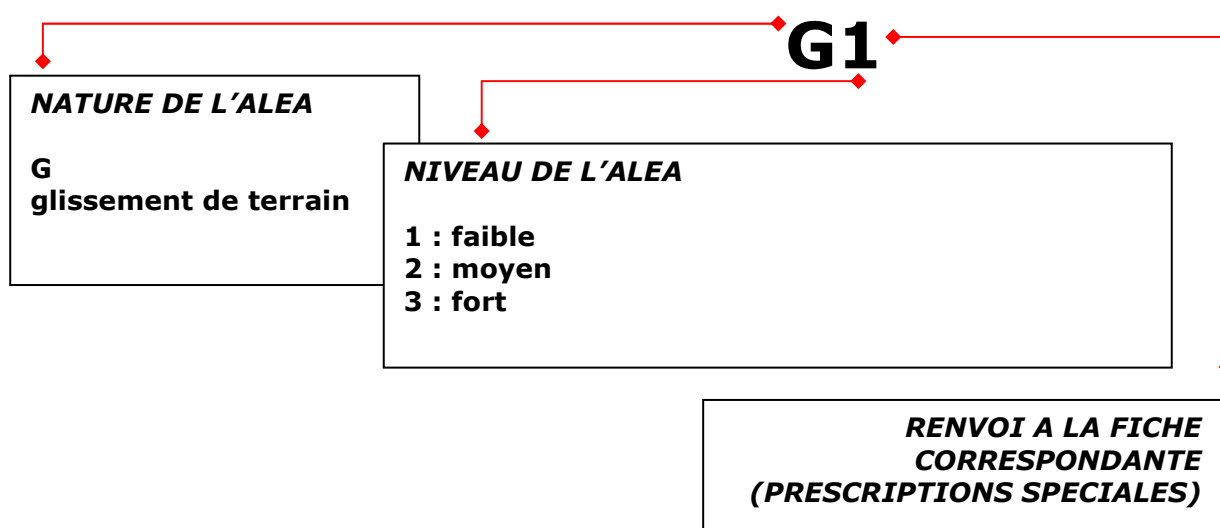 G1
NATURE DE L’ALEA
G
glissement de terrain
NIVEAU DE L’ALEA
1 : faible
2 : moyen
3 : fort
RENVOI A LA FICHE
CORRESPONDANTE
(PRESCRIPTIONS SPECIALES)